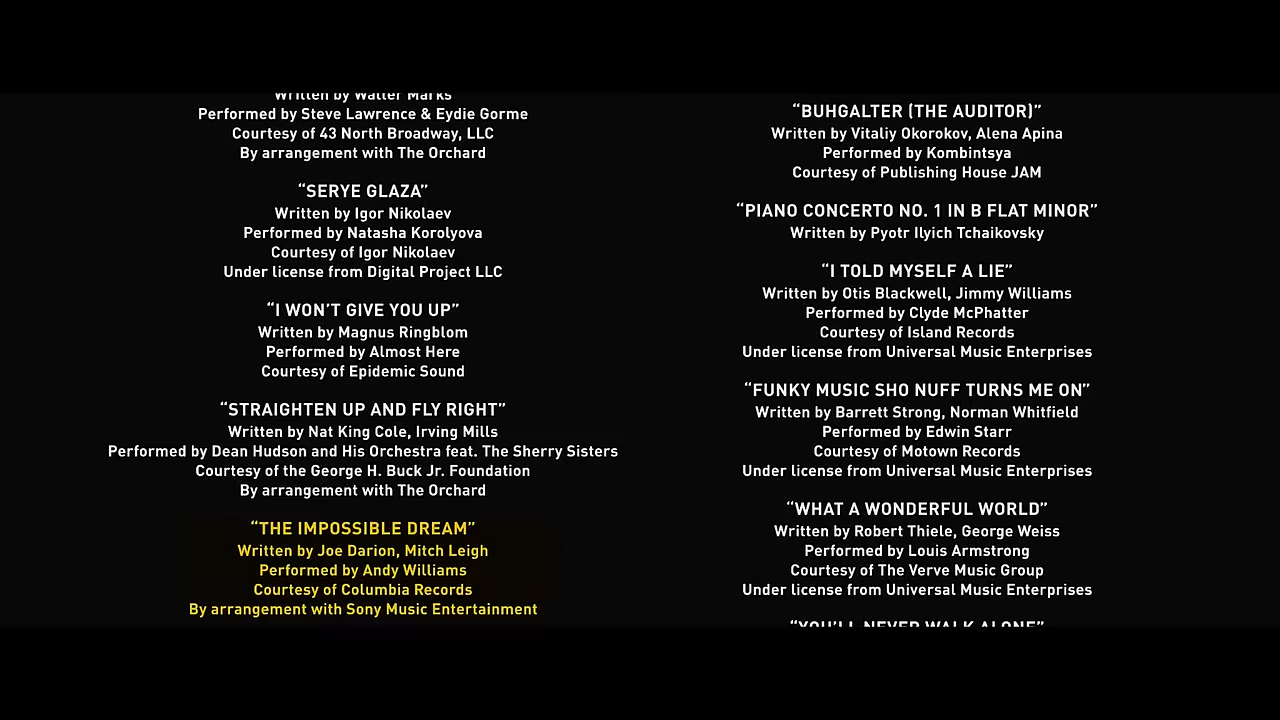 Written by Walter Marks
Performed by Steve Lawrence & Eydie Gorme
Courtesy of 43 North Broadway, LLC
By arrangement with The Orchard
“SERYE GLAZA”
Written by Igor Nikolaev
Performed by Natasha Korolyova
Courtesy of Igor Nikolaev
Under license from Digital Project LLC
“I WON’T GIVE YOU UP”
Written by Magnus Ringblom
Performed by Almost Here
Courtesy of Epidemic Sound
“STRAIGHTEN UP AND FLY RIGHT”
Written by Nat King Cole, Irving Mills
Performed by Dean Hudson and His Orchestra feat. The Sherry Sisters
Courtesy of the George H. Buck Jr. Foundation
By arrangement with The Orchard
“THE IMPOSSIBLE DREAM”
Written by Joe Darion, Mitch Leigh
Performed by Andy Williams
Courtesy of Columbia Records
By arrangement with Sony Music Entertainment
“BUHGALTER (THE AUDITOR)”
Written by Vitaliy Okorokov, Alena Apina
Performed by Kombintsya
Courtesy of Publishing House JAM
“PIANO CONCERTO NO. 1 IN B FLAT MINOR”
Written by Pyotr Ilyich Tchaikovsky
“I TOLD MYSELF A LIE”
Written by Otis Blackwell, Jimmy Williams
Performed by Clyde McPhatter
Courtesy of Island Records
Under license from Universal Music Enterprises
“FUNKY MUSIC SHO NUFF TURNS ME ON”
Written by Barrett Strong, Norman Whitfield
Performed by Edwin Starr
Courtesy of Motown Records
Under license from Universal Music Enterprises
“WHAT A WONDERFUL WORLD”
Written by Robert Thiele, George Weiss
Performed by Louis Armstrong
Courtesy of The Verve Music Group
Under license from Universal Music Enterprises
“YOU’LL NEVER WALK ALONE”